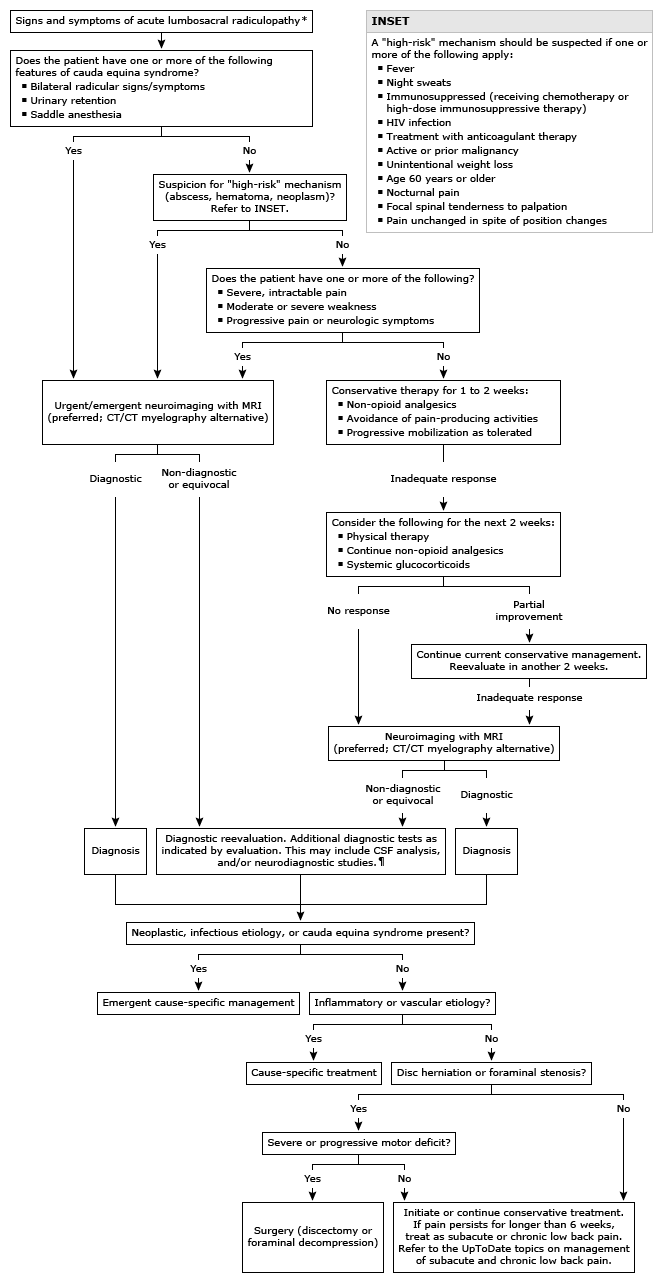 Signs and symptoms of acute lumbosacral radiculopathy*
Does the patient have one or more of the following
features of cauda equina syndrome?
▪ Bilateral radicular signs/symptoms
▪ Urinary retention
▪ Saddle anesthesia
INSET
A "high-risk" mechanism should be suspected if one or
more of the following apply:
▪ Fever
▪ Night sweats
▪ Immunosuppressed (receiving chemotherapy or
high-dose immunosuppressive therapy)
▪ HIV infection
▪ Treatment with anticoagulant therapy
▪ Active or prior malignancy
▪ Unintentional weight loss
▪ Age 60 years or older
▪ Nocturnal pain
▪ Focal spinal tenderness to palpation
▪ Pain unchanged in spite of position changes
Yes
No
Suspicion for "high-risk" mechanism
(abscess, hematoma, neoplasm)?
Refer to INSET.
Yes
No
Does the patient have one or more of the following?
▪ Severe, intractable pain
▪ Moderate or severe weakness
▪ Progressive pain or neurologic symptoms
Yes
No
Urgent/emergent neuroimaging with MRI
(preferred; CT/CT myelography alternative)
Conservative therapy for 1 to 2 weeks:
▪ Non-opioid analgesics
▪ Avoidance of pain-producing activities
▪ Progressive mobilization as tolerated
Diagnostic
Non-diagnostic
or equivocal
Inadequate response
Consider the following for the next 2 weeks:
▪ Physical therapy
▪ Continue non-opioid analgesics
▪ Systemic glucocorticoids
No response
Partial
improvement
Continue current conservative management.
Reevaluate in another 2 weeks.
Inadequate response
Neuroimaging with MRI
(preferred; CT/CT myelography alternative)
Non-diagnostic
or equivocal
Diagnostic
Diagnosis
Diagnostic reevaluation. Additional diagnostic tests as
indicated by evaluation. This may include CSF analysis,
and/or neurodiagnostic studies.¶
Diagnosis
Neoplastic, infectious etiology, or cauda equina syndrome present?
Yes
No
Emergent cause-specific management
Inflammatory or vascular etiology?
Yes
No
Cause-specific treatment
Disc herniation or foraminal stenosis?
Yes
No
Severe or progressive motor deficit?
Yes
No
Surgery (discectomy or
foraminal decompression)
Initiate or continue conservative treatment.
If pain persists for longer than 6 weeks,
treat as subacute or chronic low back pain.
Refer to the UpToDate topics on management
of subacute and chronic low back pain.